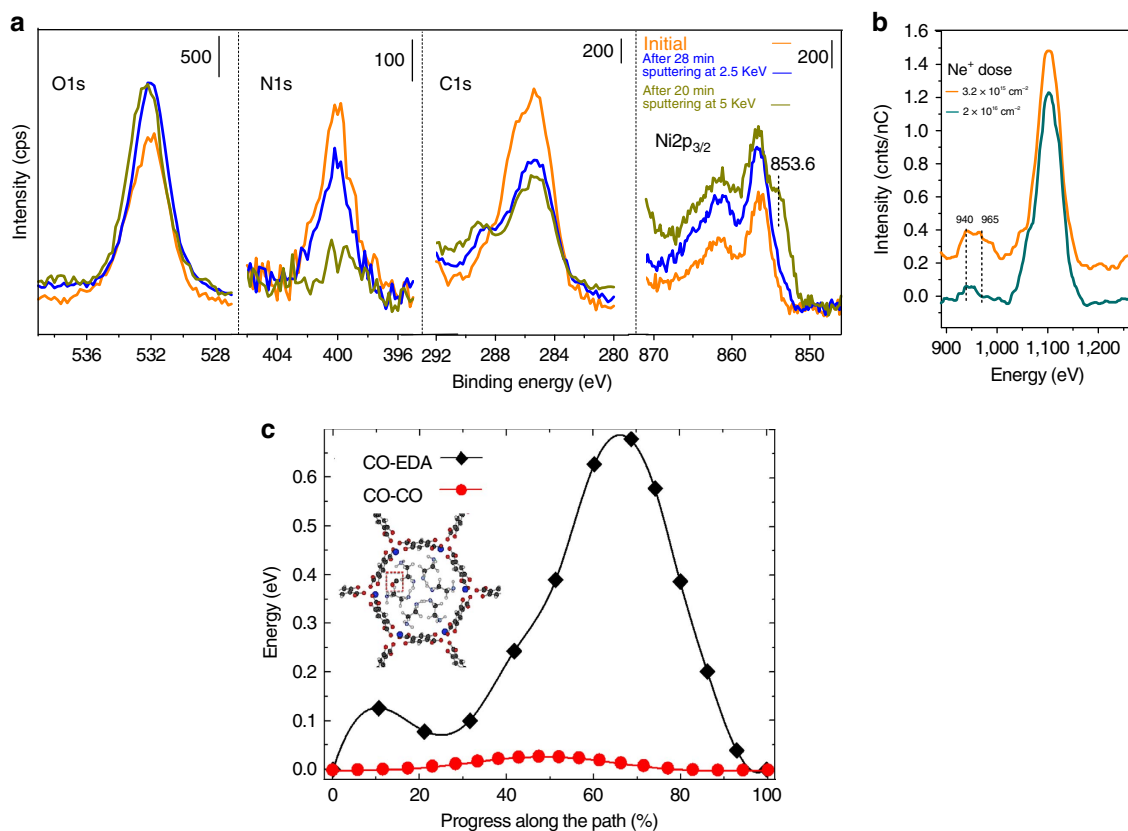 a
500
100
200
200
O1s
N1s
C1s
Initial
After 28 min
sputtering at 2.5 KeV
After 20 min
sputtering at 5 KeV
Ni2p3/2
853.6
Intensity (cps)
536 532 528
404 400 396
292 288 284 280
870 860 850
Binding energy (eV)
b
1.6
1.4
1.2
1.0
0.8
0.6
0.4
0.2
0.0
Intensity (cnts/nC)
Ne+ dose
3.2 × 10¹⁵ cm⁻²
2 × 10¹⁶ cm⁻²
940 965
900 1,000 1,100 1,200
Energy (eV)
c
CO-EDA
CO-CO
0.6
0.5
0.4
0.3
0.2
0.1
0.0
Energy (eV)
0 20 40 60 80 100
Progress along the path (%)